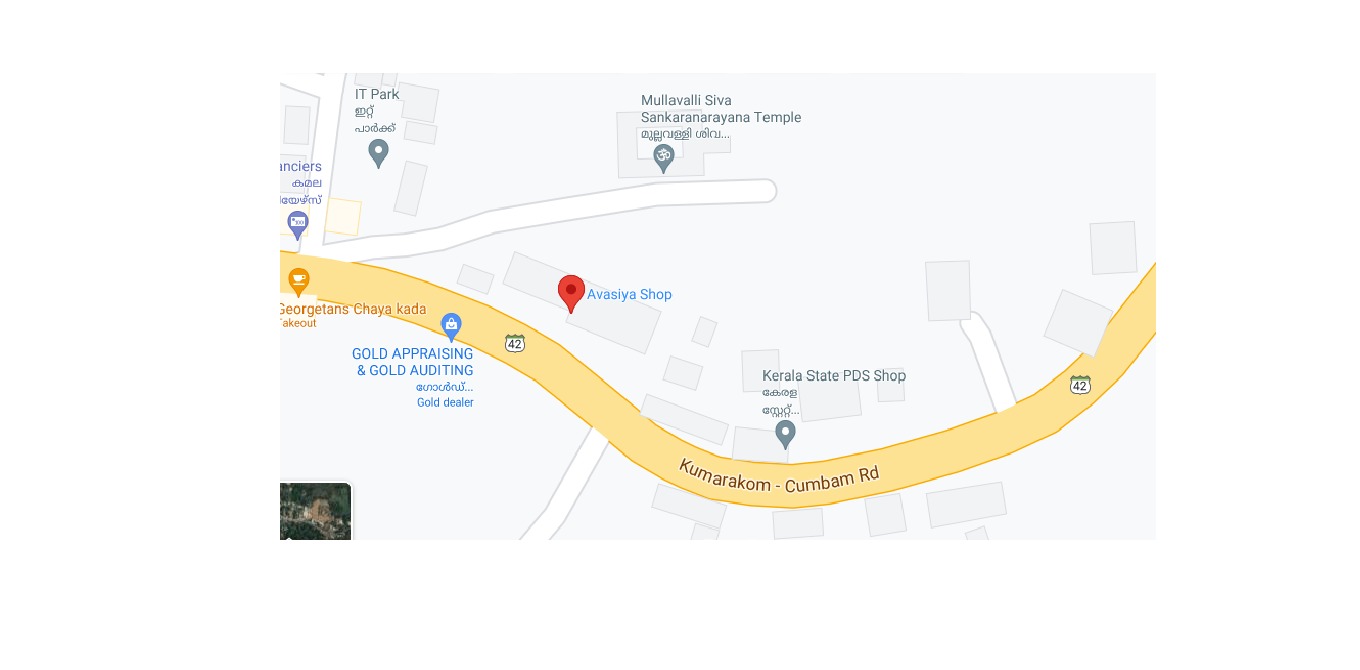 IT Park
ഇറ്റ്
പാർക്ക്
Mullavalli Siva
Sankaranarayana Temple
മുല്ലവള്ളി ശിവ...
anciers
കമല
ിയേഴ്സ്
Avasiya Shop
Georgetans Chaya kada
Takeout
42
GOLD APPRAISING
& GOLD AUDITING
ഗോൾഡ്...
Gold dealer
Kerala State PDS Shop
കേരള
സ്റ്റേറ്റ്...
42
Kumarakom - Cumbam Rd